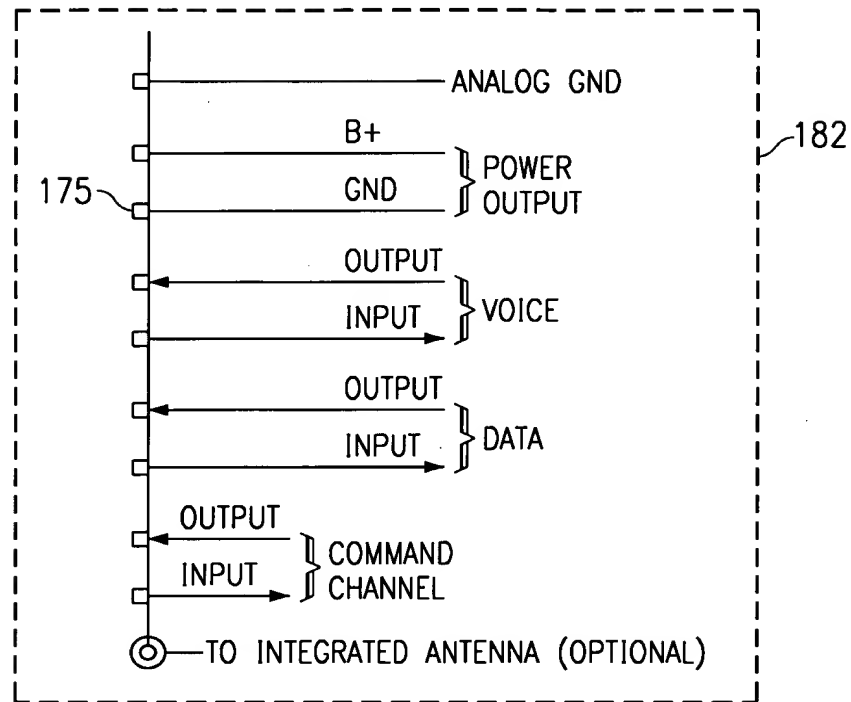 ANALOG GND
B+
182
POWER
OUTPUT
175
GND
OUTPUT
VOICE
INPUT
OUTPUT
DATA
INPUT
OUTPUT
COMMAND
CHANNEL
INPUT
TO INTEGRATED ANTENNA (OPTIONAL)